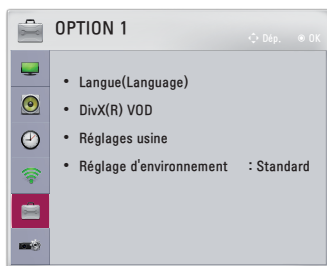 OPTION 1
Dép. OK
• Langue(Language)
• DivX(R) VOD
• Réglages usine
• Réglage d'environnement : Standard